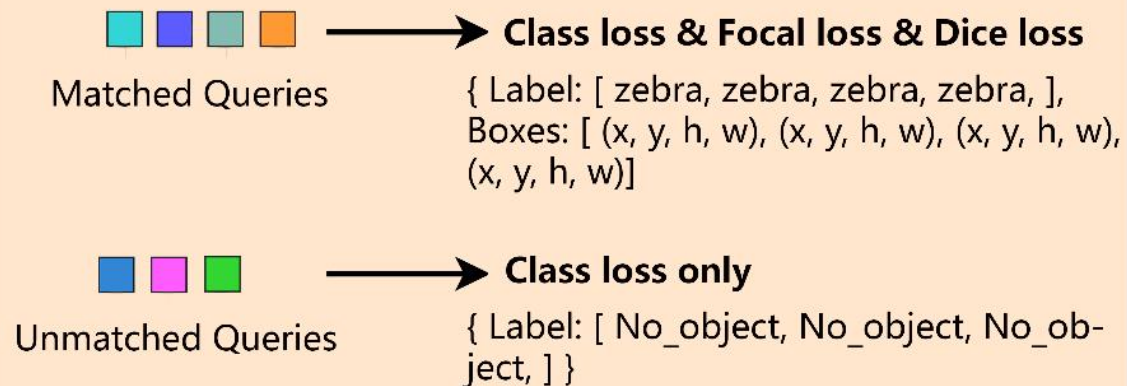 Class loss & Focal loss & Dice loss
Matched Queries
{ Label: [ zebra, zebra, zebra, zebra, ],
Boxes: [ (x, y, h, w), (x, y, h, w), (x, y, h, w),
(x, y, h, w)]
Class loss only
Unmatched Queries
{ Label: [ No_object, No_object, No_ob-
ject, ] }